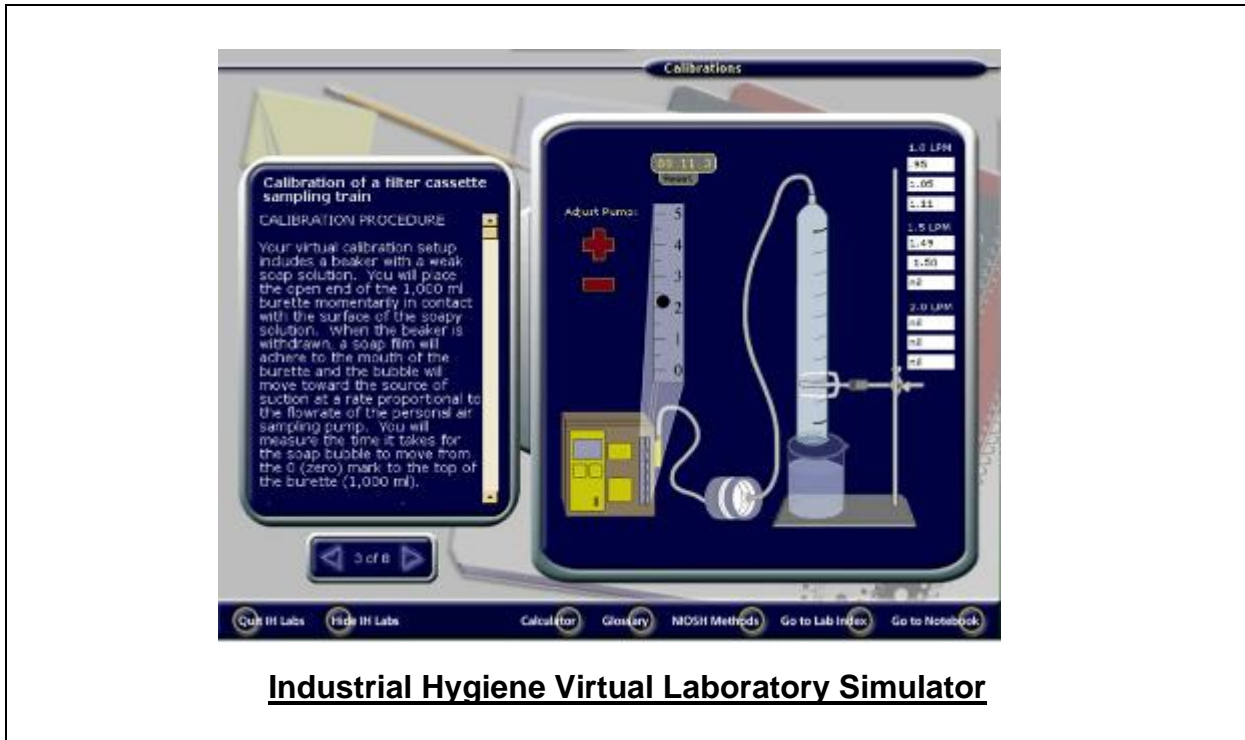 Calibrations
Calibration of a filter cassette
sampling train
CALIBRATION PROCEDURE
Your virtual calibration setup
includes a beaker with a weak
soap solution. You will place
the open end of the 1,000 ml
burette momentarily in contact
with the surface of the soapy
solution. When the beaker is
withdrawn, a soap film will
adhere to the mouth of the
burette and the bubble will
move toward the source of
suction at a rate proportional to
the flowrate of the personal air
sampling pump. You will
measure the time it takes for
the soap bubble to move from
the 0 (zero) mark to the top of
the burette (1,000 ml).
3 of 8
00 11 3
Reset
Adjust Pump:
5
4
3
2
1
0
1.0 LPM
.95
1.05
1.11
1.5 LPM
1.49
nil
2.0 LPM
nil
nil
nil
Quit IH Labs
Hide IH Labs
Calculator
Glossary
NIOSH Methods
Go to Lab Index
Go to Notebook
Industrial Hygiene Virtual Laboratory Simulator